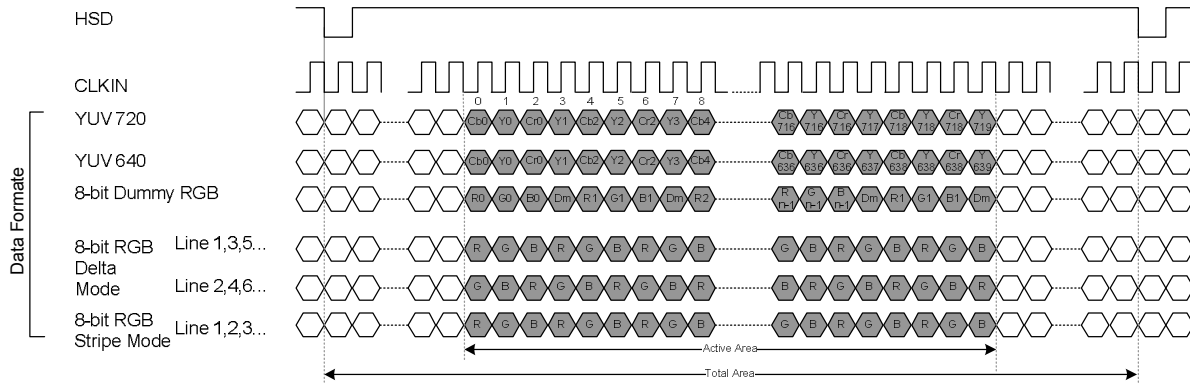 HSD
CLKIN
0 1 2 3 4 5 6 7 8
YUV 720
Cb0 Y0 Cr0 Y1 Cb2 Y2 Cr2 Y3 Cb4
Cb 716 Y 716 Cr 716 Y 717 Cb 718 Y 718 Cr 718 Y 719
YUV 640
Cb0 Y0 Cr0 Y1 Cb2 Y2 Cr2 Y3 Cb4
Cb 636 Y 636 Cr 636 Y 637 Cb 638 Y 638 Cr 638 Y 639
8-bit Dummy RGB
R0 G0 B0 Dm R1 G1 B1 Dm R2
R n-1 G n-1 B n-1 Dm R1 G1 B1 Dm
Data Formate
8-bit RGB Delta Mode
Line 1,3,5...
R G B R G B R G B
G B R G B R G B
Line 2,4,6...
G B R G B R G B R
B R G B R G B R
8-bit RGB Stripe Mode
Line 1,2,3...
R G B R G B R G B
G B R G B R G B
Active Area
Total Area